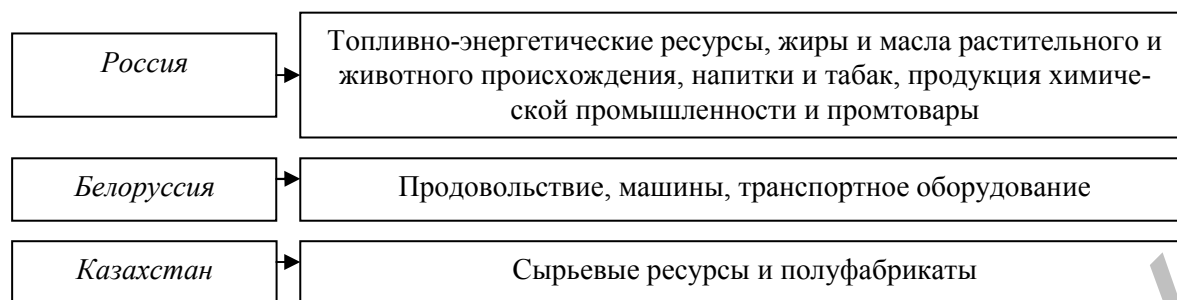 Россия
Топливно-энергетические ресурсы, жиры и масла растительного и
животного происхождения, напитки и табак, продукция химиче-
ской промышленности и промтовары
Белоруссия
Продовольствие, машины, транспортное оборудование
Казахстан
Сырьевые ресурсы и полуфабрикаты